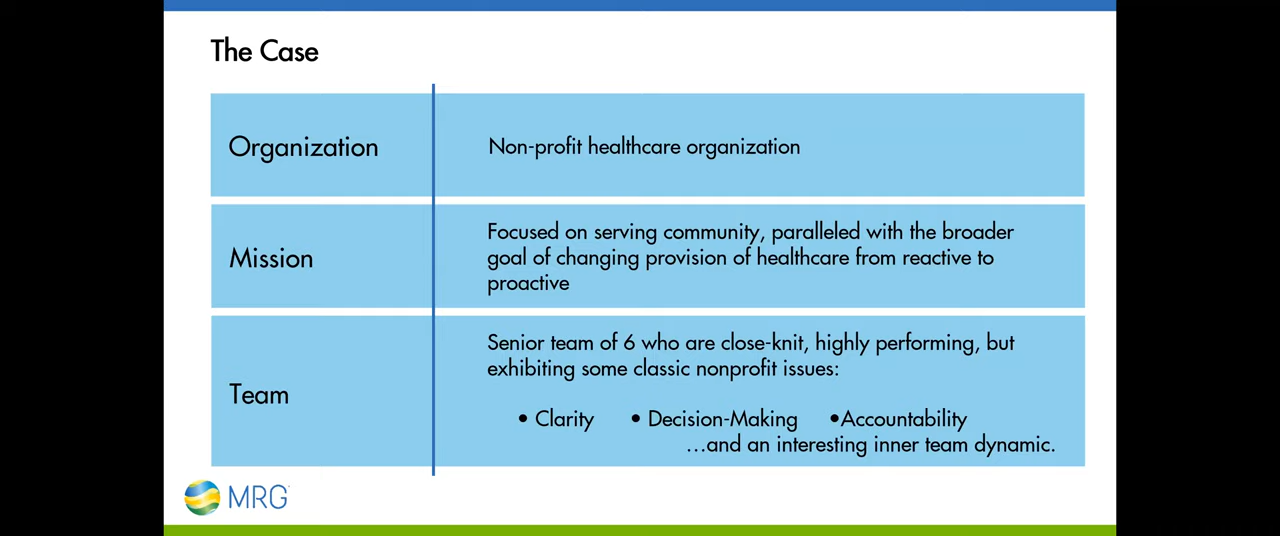 The Case
Organization
Non-profit healthcare organization
Mission
Focused on serving community, paralleled with the broader
goal of changing provision of healthcare from reactive to
proactive
Team
Senior team of 6 who are close-knit, highly performing, but
exhibiting some classic nonprofit issues:
• Clarity • Decision-Making •Accountability
...and an interesting inner team dynamic.
MRG